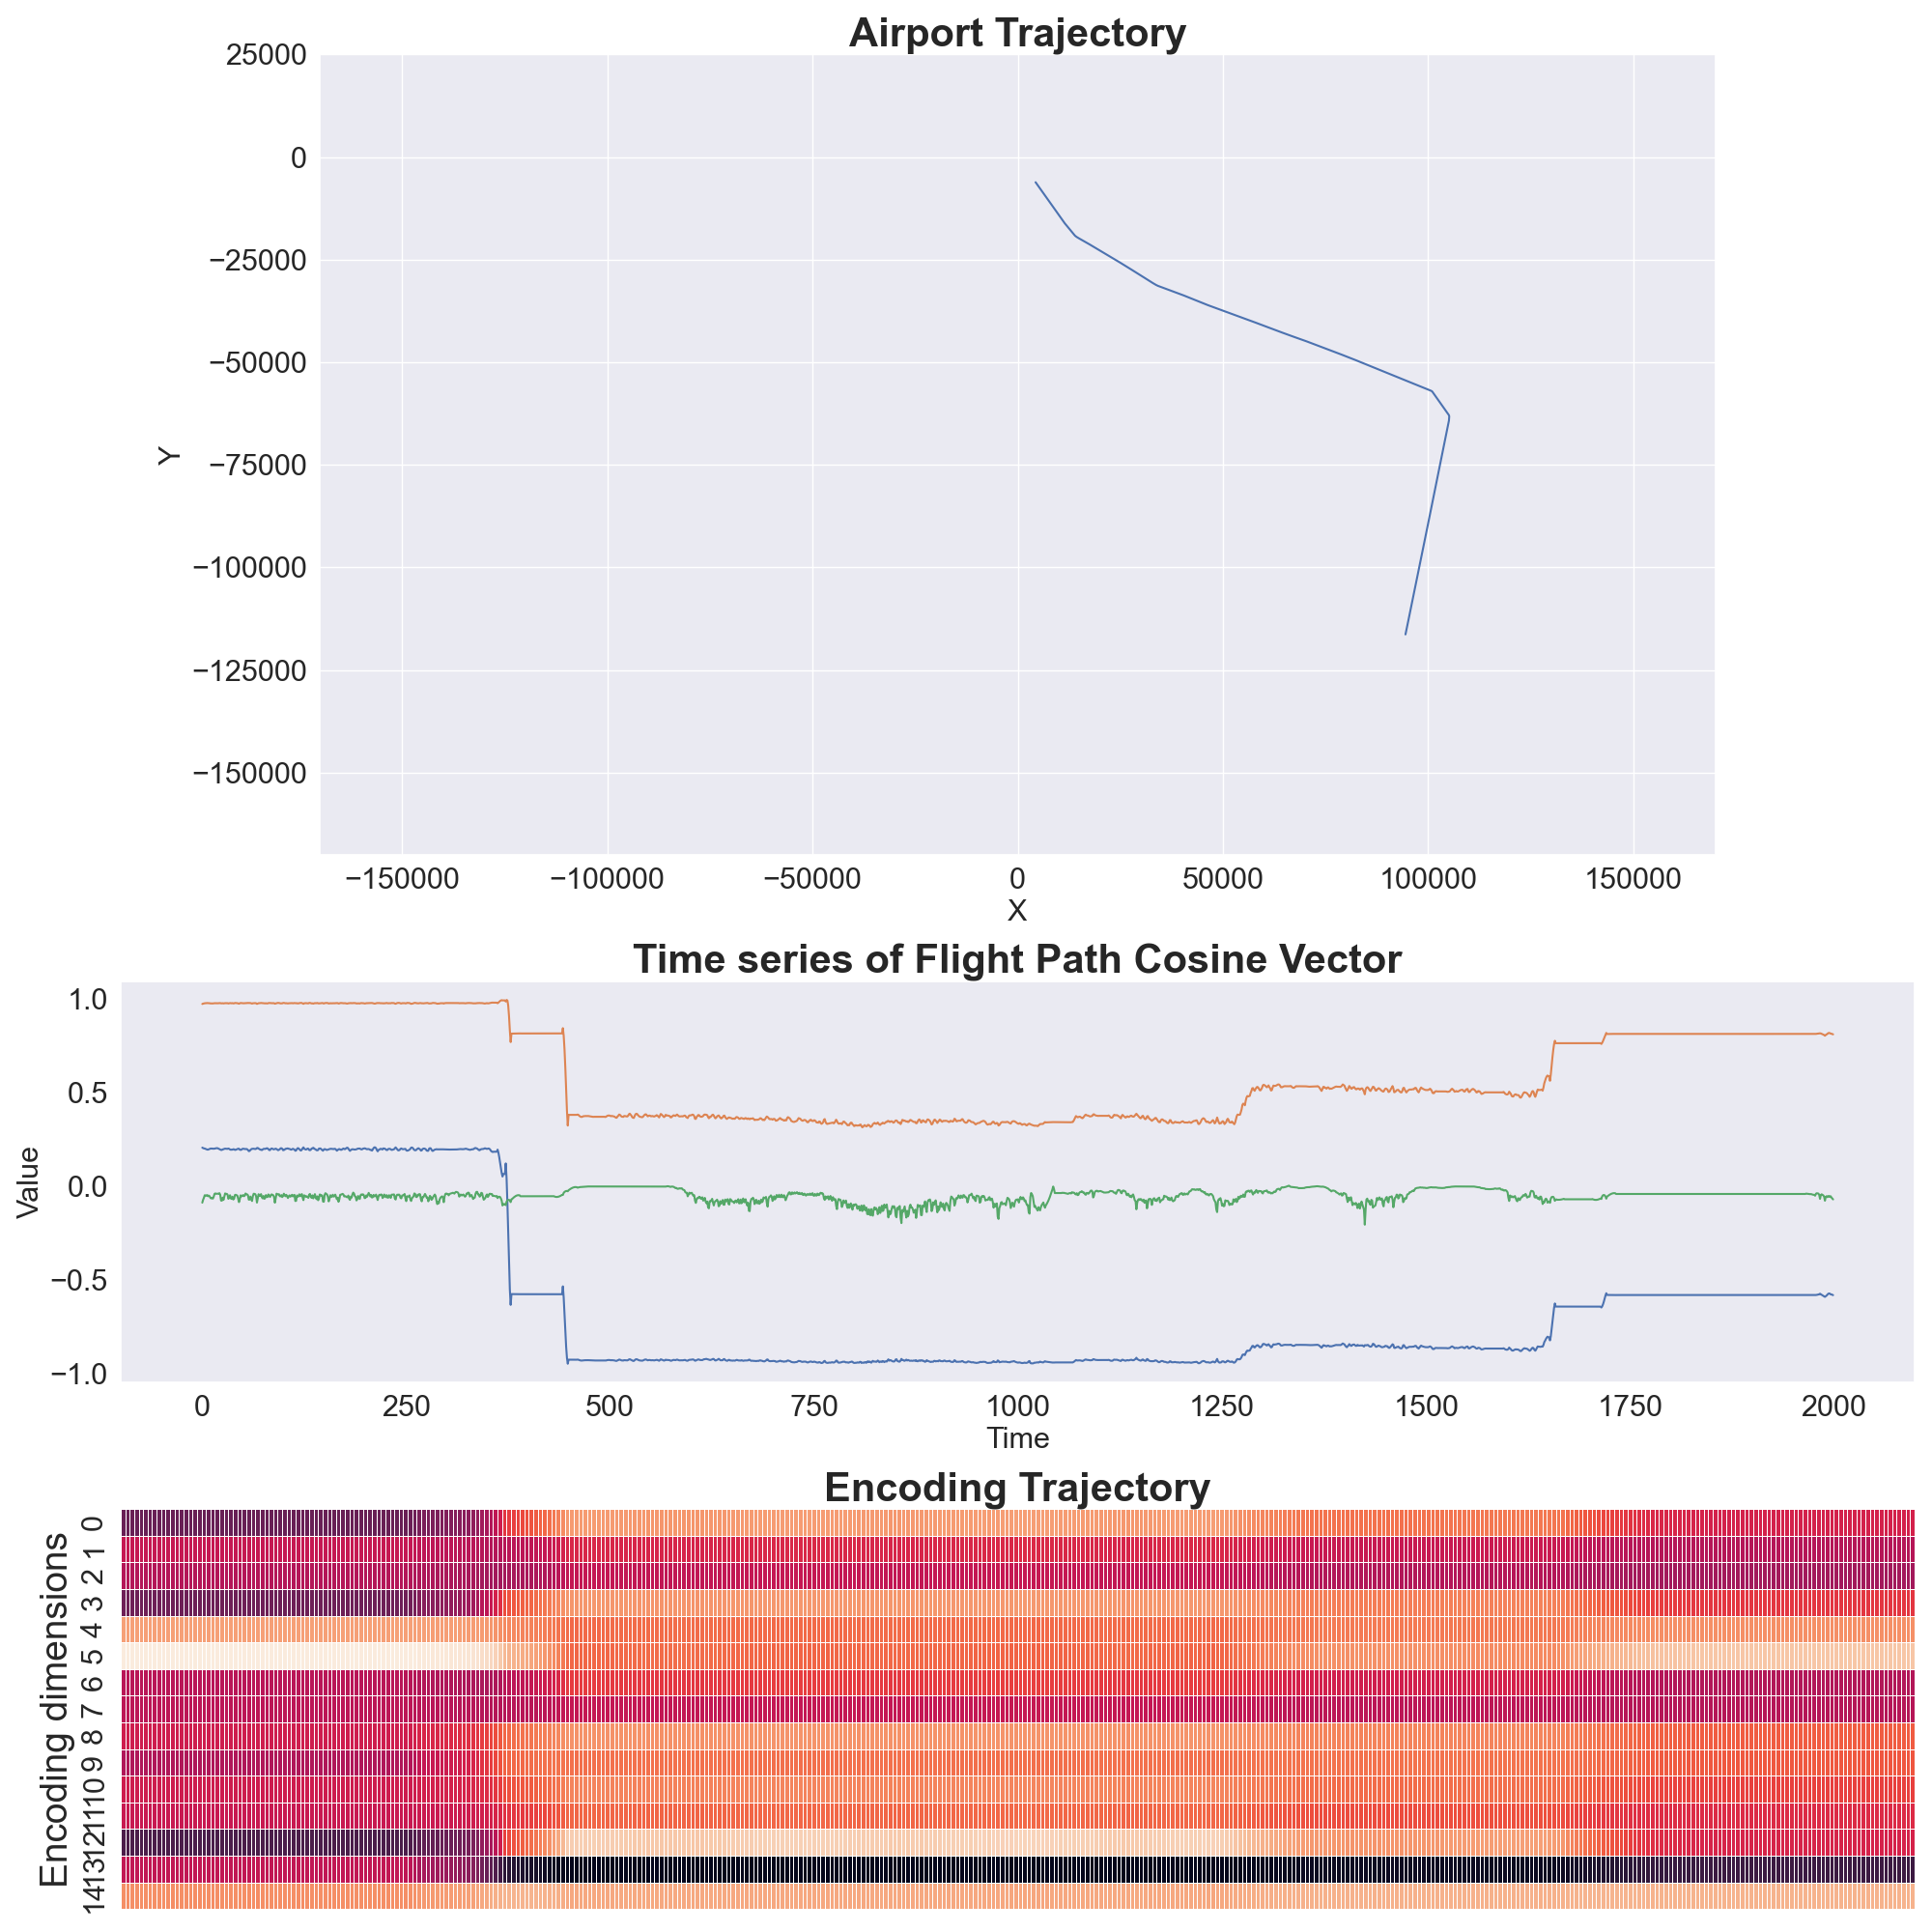 Airport Trajectory
25000
0
−25000
−50000
−75000
−100000
−125000
−150000
Y
−150000 −100000 −50000 0 50000 100000 150000
X
Time series of Flight Path Cosine Vector
1.0
0.5
0.0
−0.5
−1.0
Value
0 250 500 750 1000 1250 1500 1750 2000
Time
Encoding Trajectory
Encoding dimensions
0
1
2
3
4
5
6
7
8
9
10
11
12
13
14